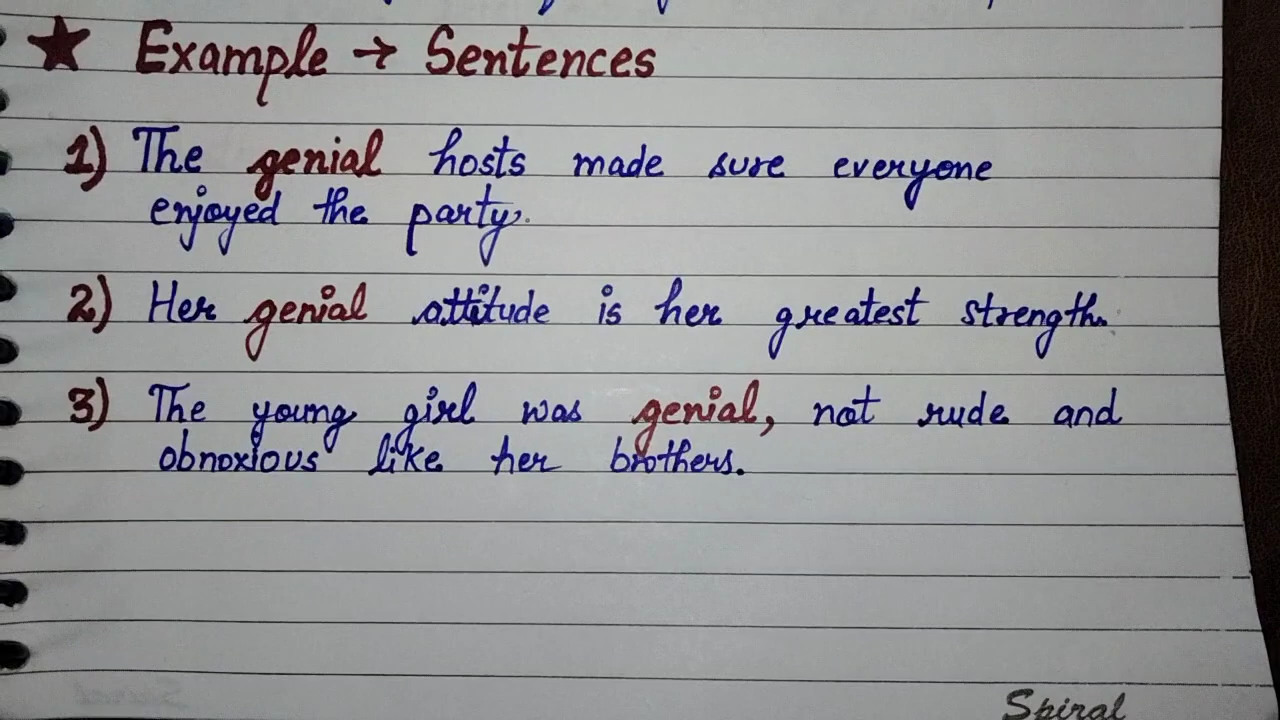 ★ Example → Sentences
1) The genial hosts made sure everyone
enjoyed the party.
2) Her genial attitude is her greatest strength.
3) The young girl was genial, not rude and
obnoxious like her brothers.
Spiral